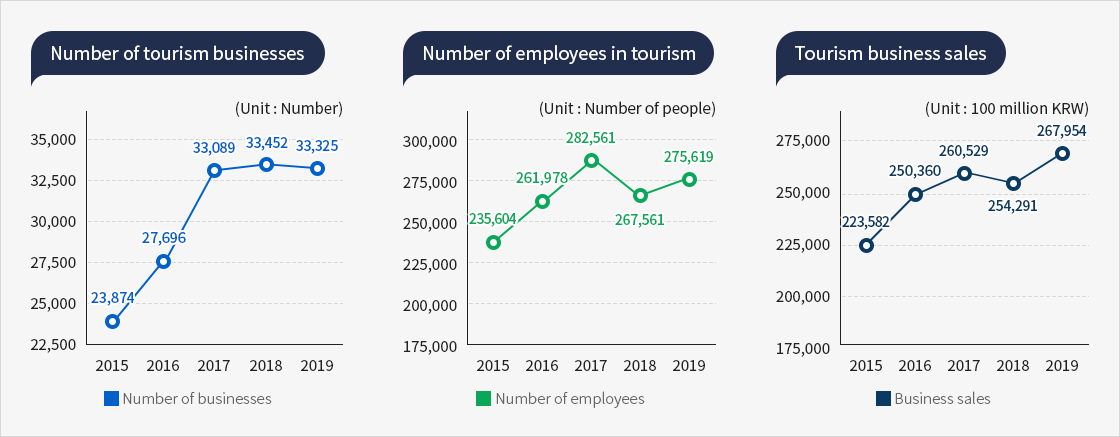 Number of tourism businesses
(Unit : Number)
35,000
32,500
30,000
27,500
25,000
22,500
23,874
27,696
33,089
33,452
33,325
2015 2016 2017 2018 2019
Number of businesses
Number of employees in tourism
(Unit : Number of people)
300,000
275,000
250,000
225,000
200,000
175,000
235,604
261,978
282,561
267,561
275,619
2015 2016 2017 2018 2019
Number of employees
Tourism business sales
(Unit : 100 million KRW)
275,000
250,000
225,000
200,000
175,000
223,582
250,360
260,529
254,291
267,954
2015 2016 2017 2018 2019
Business sales